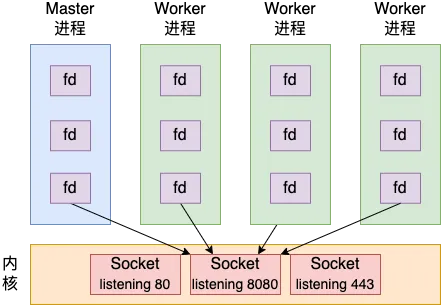 Master
进程
Worker
进程
Worker
进程
Worker
进程
fd
fd
fd
fd
fd
fd
fd
fd
fd
fd
fd
fd
内
核
Socket
listening 80
Socket
listening 8080
Socket
listening 443